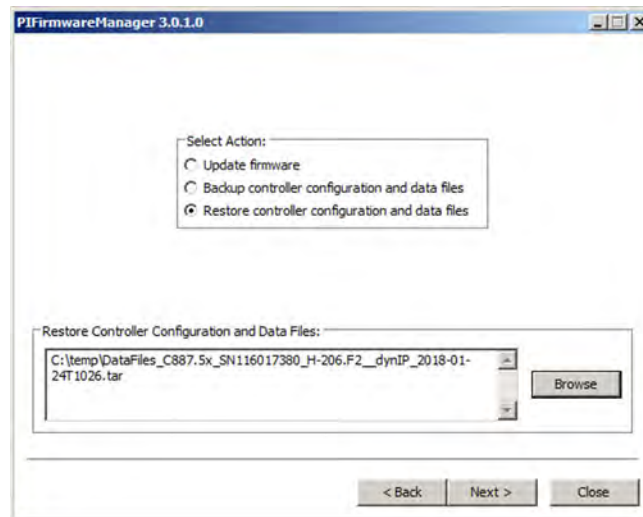 PIFirmwareManager 3.0.1.0
Select Action:
Update firmware
Backup controller configuration and data files
Restore controller configuration and data files
Restore Controller Configuration and Data Files:
C:\temp\DataFiles_C887.5x_SN116017380_H-206.F2__dynIP_2018-01-
24T1026.tar
Browse
< Back
Next >
Close